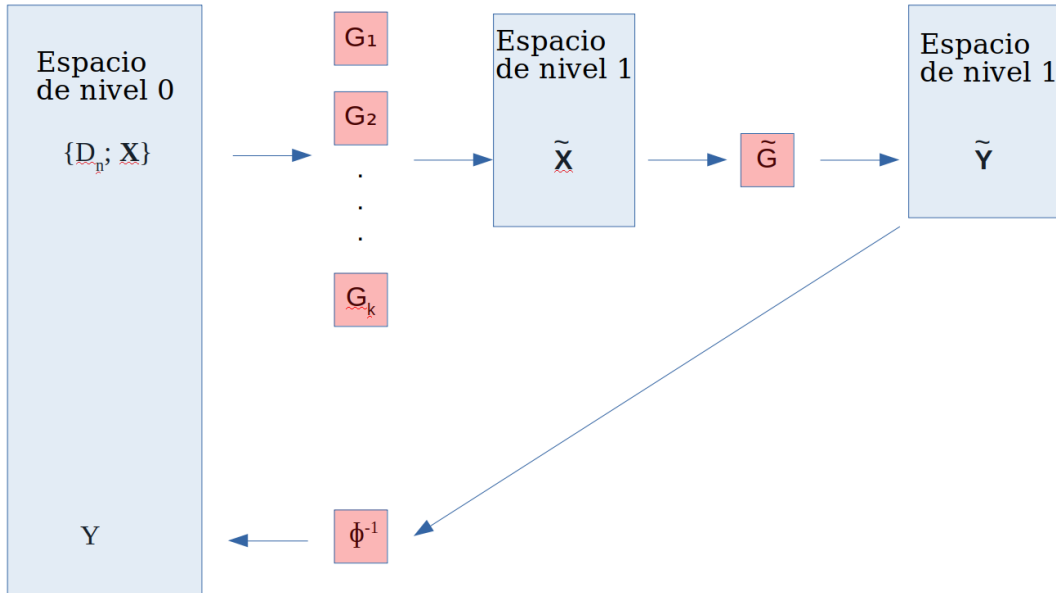 Espacio
de nivel 0
{Dₙ; X}
Y
G₁
G₂
.
.
.
Gₖ
ϕ⁻¹
Espacio
de nivel 1
X̃
G̃
Espacio
de nivel 1
Ỹ